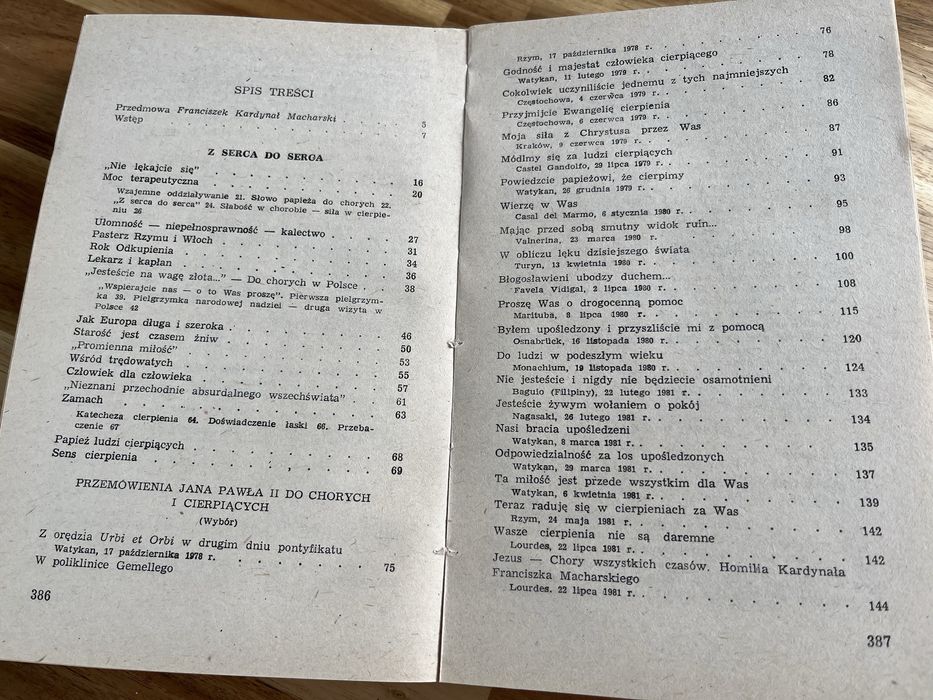 SPIS TREŚCI
Przedmowa Franciszek Kardynał Macharski . . . . 5
Wstęp . . . . 7
Z SERCA DO SERCA
„Nie lękajcie się” . . . . 16
Moc terapeutyczna . . . . 20
Wzajemne oddziaływanie 21. Słowo papieża do chorych 22.
„Z serca do serca” 24. Słabość w chorobie — siła w cierpie-
niu 26
Ułomność — niepełnosprawność — kalectwo . . . . 27
Pasterz Rzymu i Włoch . . . . 31
Rok Odkupienia . . . . 34
Lekarz i kapłan . . . . 36
„Jesteście na wagę złota...” — Do chorych w Polsce . . . . 38
„Wspierajcie nas — o to Was proszę”. Pierwsza pielgrzym-
ka 39. Pielgrzymka narodowej nadziei — druga wizyta w
Polsce 42
Jak Europa długa i szeroka . . . . 46
Starość jest czasem żniw . . . . 50
„Promienna miłość” . . . . 53
Wśród trędowatych . . . . 55
Człowiek dla człowieka . . . . 57
„Nieznani przechodnie absurdalnego wszechświata” . . . . 61
Zamach . . . . 63
Katecheza cierpienia 64. Doświadczenie łaski 66. Przeba-
czenie 67
Papież ludzi cierpiących . . . . 68
Sens cierpienia . . . . 69
PRZEMÓWIENIA JANA PAWŁA II DO CHORYCH
I CIERPIĄCYCH
(Wybór)
Z orędzia Urbi et Orbi w drugim dniu pontyfikatu
Watykan, 17 października 1978 r. . . . . 75
W poliklinice Gemellego
386
Rzym, 17 października 1978 r. . . . . 76
Godność i majestat człowieka cierpiącego
Watykan, 11 lutego 1979 r. . . . . 78
Cokolwiek uczyniliście jednemu z tych najmniejszych
Częstochowa, 4 czerwca 1979 r. . . . . 82
Przyjmijcie Ewangelię cierpienia
Częstochowa, 6 czerwca 1979 r. . . . . 86
Moja siła z Chrystusa przez Was
Kraków, 9 czerwca 1979 r. . . . . 87
Módlmy się za ludzi cierpiących
Castel Gandolfo, 29 lipca 1979 r. . . . . 91
Powiedzcie papieżowi, że cierpimy
Watykan, 26 grudnia 1979 r. . . . . 93
Wierzę w Was
Casal del Marmo, 6 stycznia 1980 r. . . . . 95
Mając przed sobą smutny widok ruin...
Valnerina, 23 marca 1980 r. . . . . 98
W obliczu lęku dzisiejszego świata
Turyn, 13 kwietnia 1980 r. . . . . 100
Błogosławieni ubodzy duchem...
Favela Vidigal, 2 lipca 1980 r. . . . . 108
Proszę Was o drogocenną pomoc
Marituba, 8 lipca 1980 r. . . . . 115
Byłem upośledzony i przyszliście mi z pomocą
Osnabrück, 16 listopada 1980 r. . . . . 120
Do ludzi w podeszłym wieku
Monachium, 19 listopada 1980 r. . . . . 124
Nie jesteście i nigdy nie będziecie osamotnieni
Baguio (Filipiny), 22 lutego 1981 r. . . . . 133
Jesteście żywym wołaniem o pokój
Nagasaki, 26 lutego 1981 r. . . . . 134
Nasi bracia upośledzeni
Watykan, 8 marca 1981 r. . . . . 135
Odpowiedzialność za los upośledzonych
Watykan, 29 marca 1981 r. . . . . 137
Ta miłość jest przede wszystkim dla Was
Watykan, 6 kwietnia 1981 r. . . . . 139
Teraz raduję się w cierpieniach za Was
Rzym, 24 maja 1981 r. . . . . 142
Wasze cierpienia nie są daremne
Lourdes, 22 lipca 1981 r. . . . . 142
Jezus — Chory wszystkich czasów. Homilia Kardynała
Franciszka Macharskiego
Lourdes, 22 lipca 1981 r. . . . . 144
387